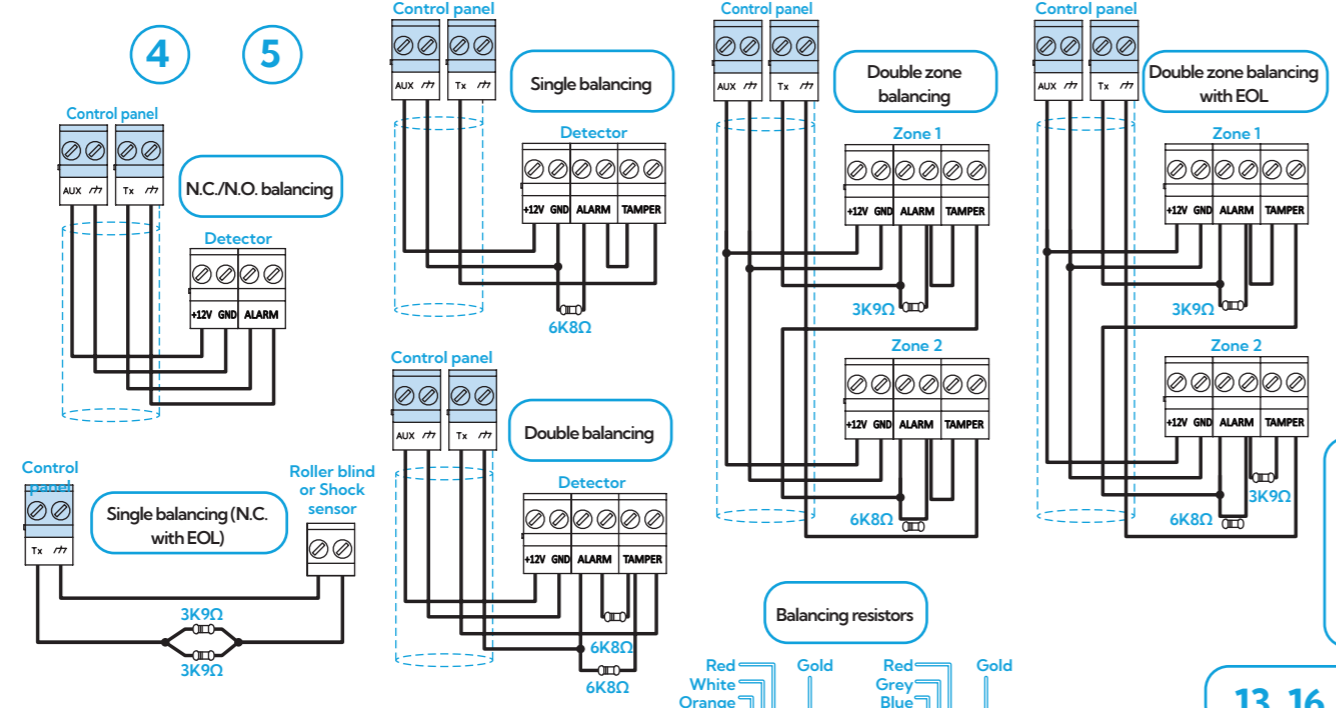 4
5
Control panel
AUX
Tx
N.C./N.O. balancing
Detector
+12V GND ALARM
Control
panel
Tx
Single balancing (N.C.
with EOL)
Roller blind
or Shock
sensor
3K9Ω
3K9Ω
Control panel
AUX
Tx
Single balancing
Detector
+12V GND ALARM TAMPER
6K8Ω
Control panel
AUX
Tx
Double balancing
Detector
+12V GND ALARM TAMPER
6K8Ω
6K8Ω
Control panel
AUX
Tx
Double zone
balancing
Zone 1
+12V GND ALARM TAMPER
3K9Ω
Zone 2
+12V GND ALARM TAMPER
6K8Ω
Control panel
AUX
Tx
Double zone balancing
with EOL
Zone 1
+12V GND ALARM TAMPER
3K9Ω
Zone 2
+12V GND ALARM TAMPER
3K9Ω
6K8Ω
Balancing resistors
Red Gold
White
Orange
Red Gold
Grey
Blue
13 16